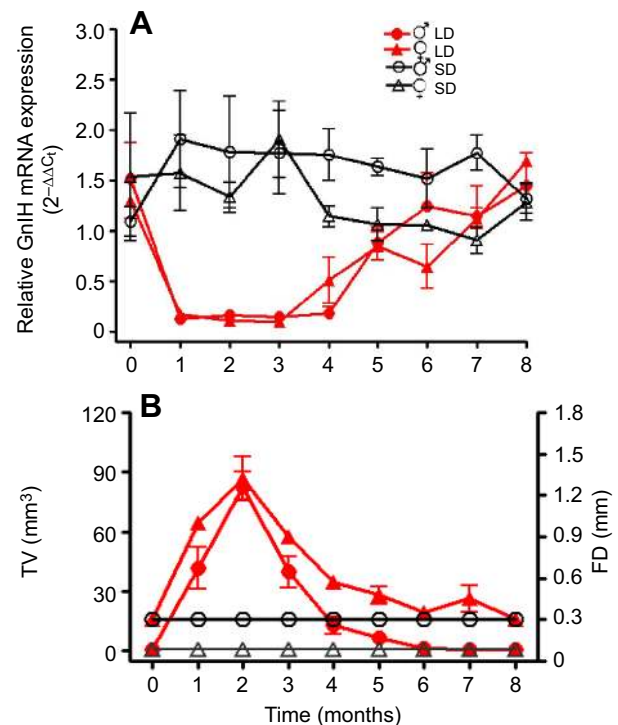 A
Relative GnIH mRNA expression
(2−ΔΔCt)
3.0
2.5
2.0
1.5
1.0
0.5
0
0 1 2 3 4 5 6 7 8
♂ LD
♀ LD
♂ SD
♀ SD
B
TV (mm³)
120
90
60
30
0
FD (mm)
1.8
1.5
1.2
0.9
0.6
0.3
0
0 1 2 3 4 5 6 7 8
Time (months)